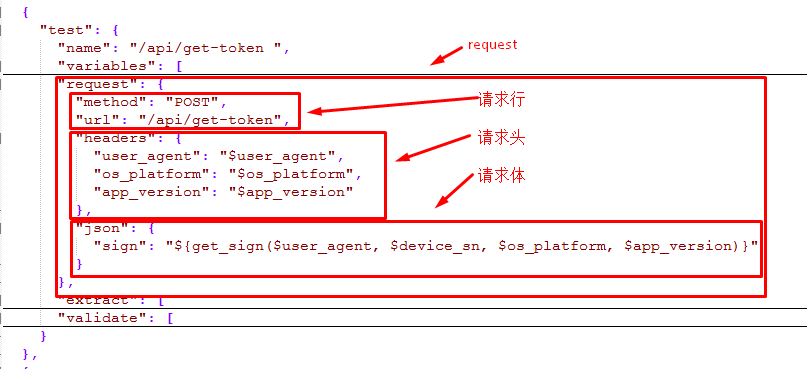 {
"test": {
"name": "/api/get-token ",
"variables": [
request
"request": {
"method": "POST",
请求行
"url": "/api/get-token",
"headers": {
请求头
"user_agent": "$user_agent",
"os_platform": "$os_platform",
请求体
"app_version": "$app_version"
},
"json": {
"sign": "${get_sign($user_agent, $device_sn, $os_platform, $app_version)}"
}
},
"extract": [
"validate": [
}
},